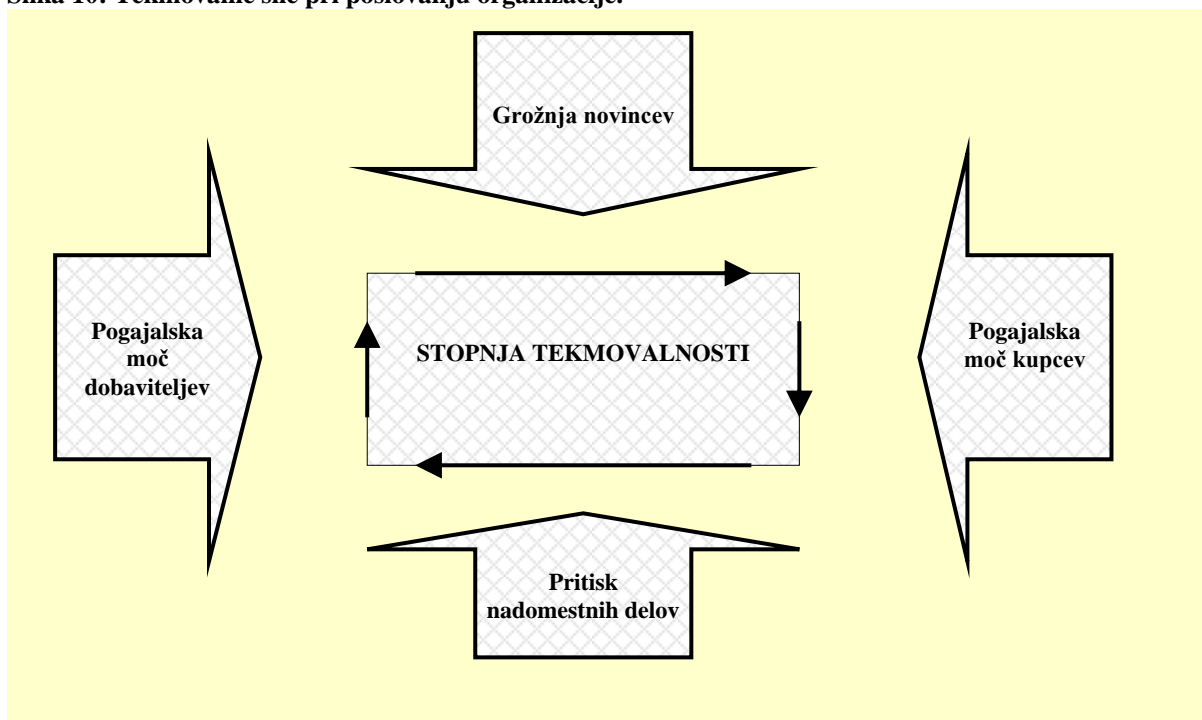 Slika 10: Tekmovalne sile pri poslovanju organizacije.
Grožnja novincev
Pogajalska
moč
dobaviteljev
STOPNJA TEKMOVALNOSTI
Pogajalska
moč kupcev
Pritisk
nadomestnih delov